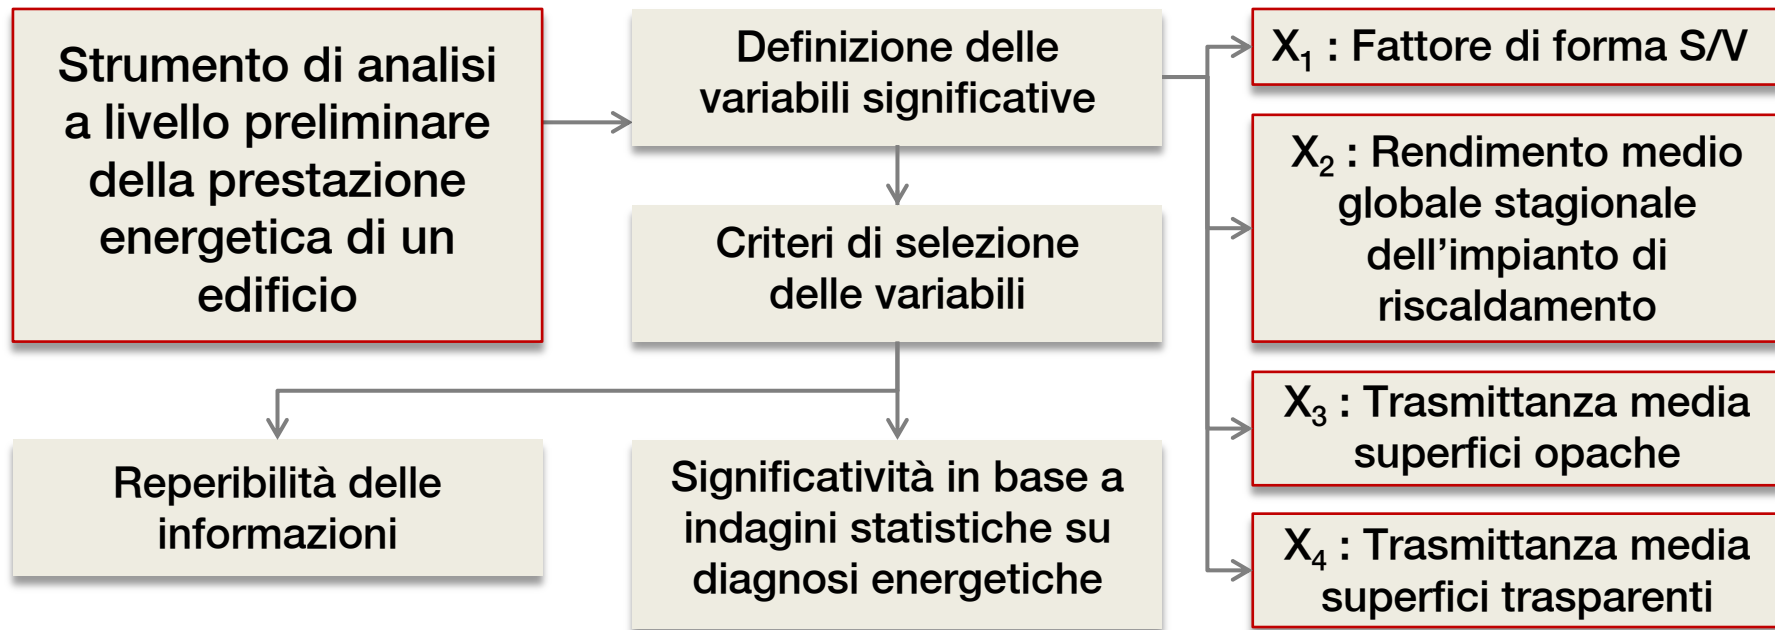 Strumento di analisi
a livello preliminare
della prestazione
energetica di un
edificio
Definizione delle
variabili significative
Criteri di selezione
delle variabili
Reperibilità delle
informazioni
Significatività in base a
indagini statistiche su
diagnosi energetiche
X₁ : Fattore di forma S/V
X₂ : Rendimento medio
globale stagionale
dell’impianto di
riscaldamento
X₃ : Trasmittanza media
superfici opache
X₄ : Trasmittanza media
superfici trasparenti